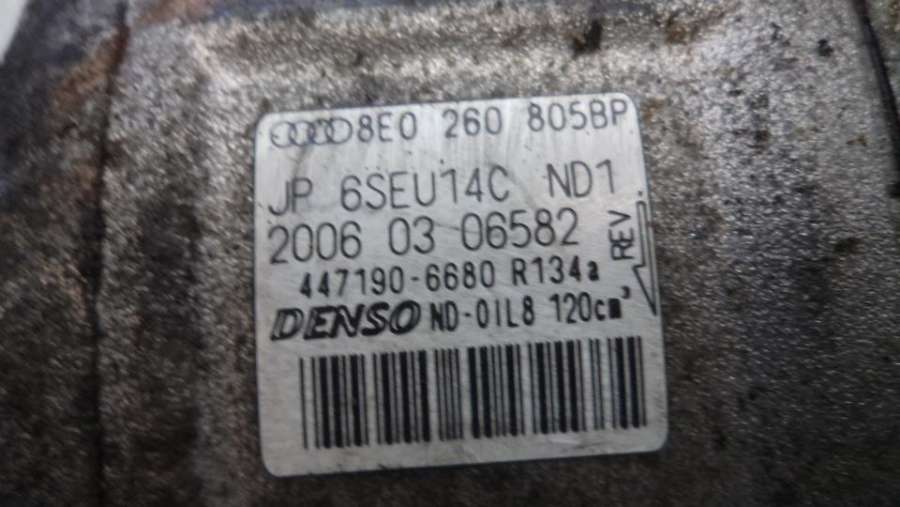 8E0 260 805BP
JP 6SEU14C ND1
2006 03 06582
REV
447190-6680 R134a
DENSO ND-OIL8 120cm³